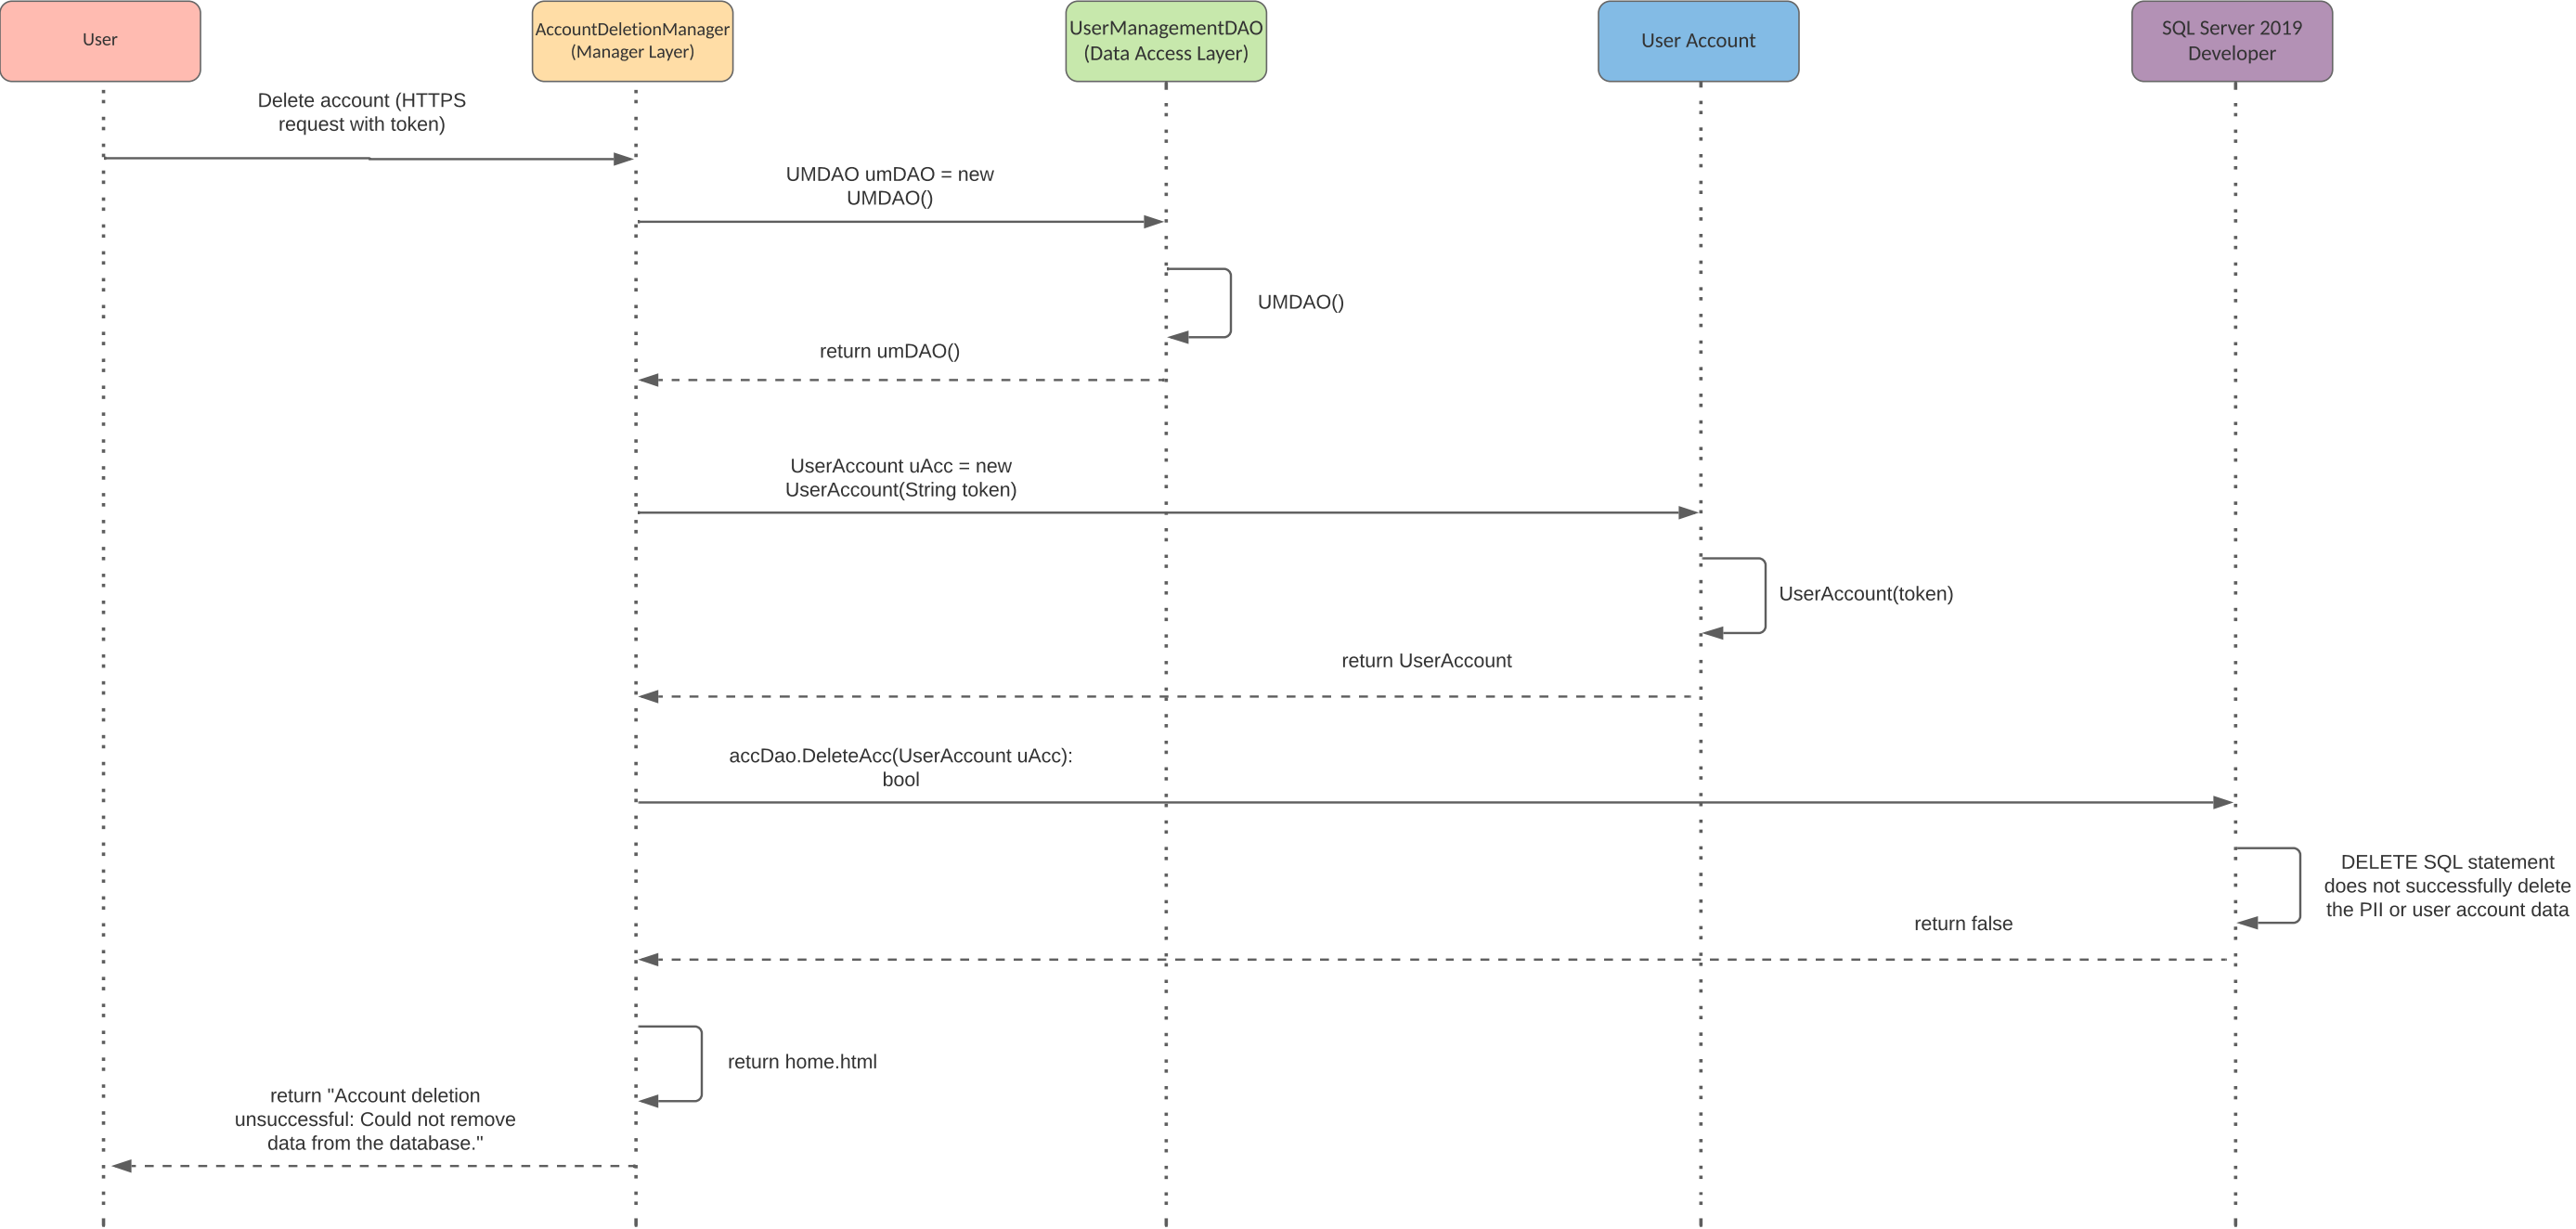 User
AccountDeletionManager
(Manager Layer)
UserManagementDAO
(Data Access Layer)
User Account
SQL Server 2019
Developer
Delete account (HTTPS
request with token)
UMDAO umDAO = new
UMDAO()
UMDAO()
return umDAO()
UserAccount uAcc = new
UserAccount(String token)
UserAccount(token)
return UserAccount
accDao.DeleteAcc(UserAccount uAcc):
bool
DELETE SQL statement
does not successfully delete
the PII or user account data
return false
return home.html
return "Account deletion
unsuccessful: Could not remove
data from the database."